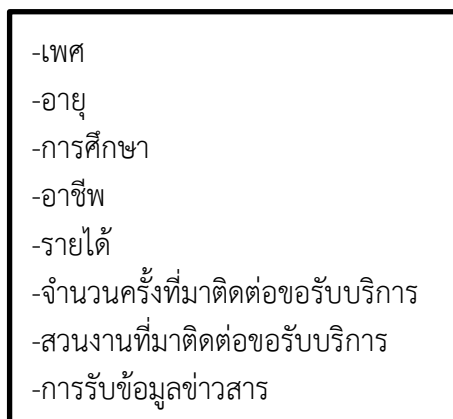 -เพศ
-อายุ
-การศึกษา
-อาชีพ
-รายได้
-จำนวนครั้งที่มาติดต่อขอรับบริการ
-สวนงานที่มาติดต่อขอรับบริการ
-การรับข้อมูลข่าวสาร